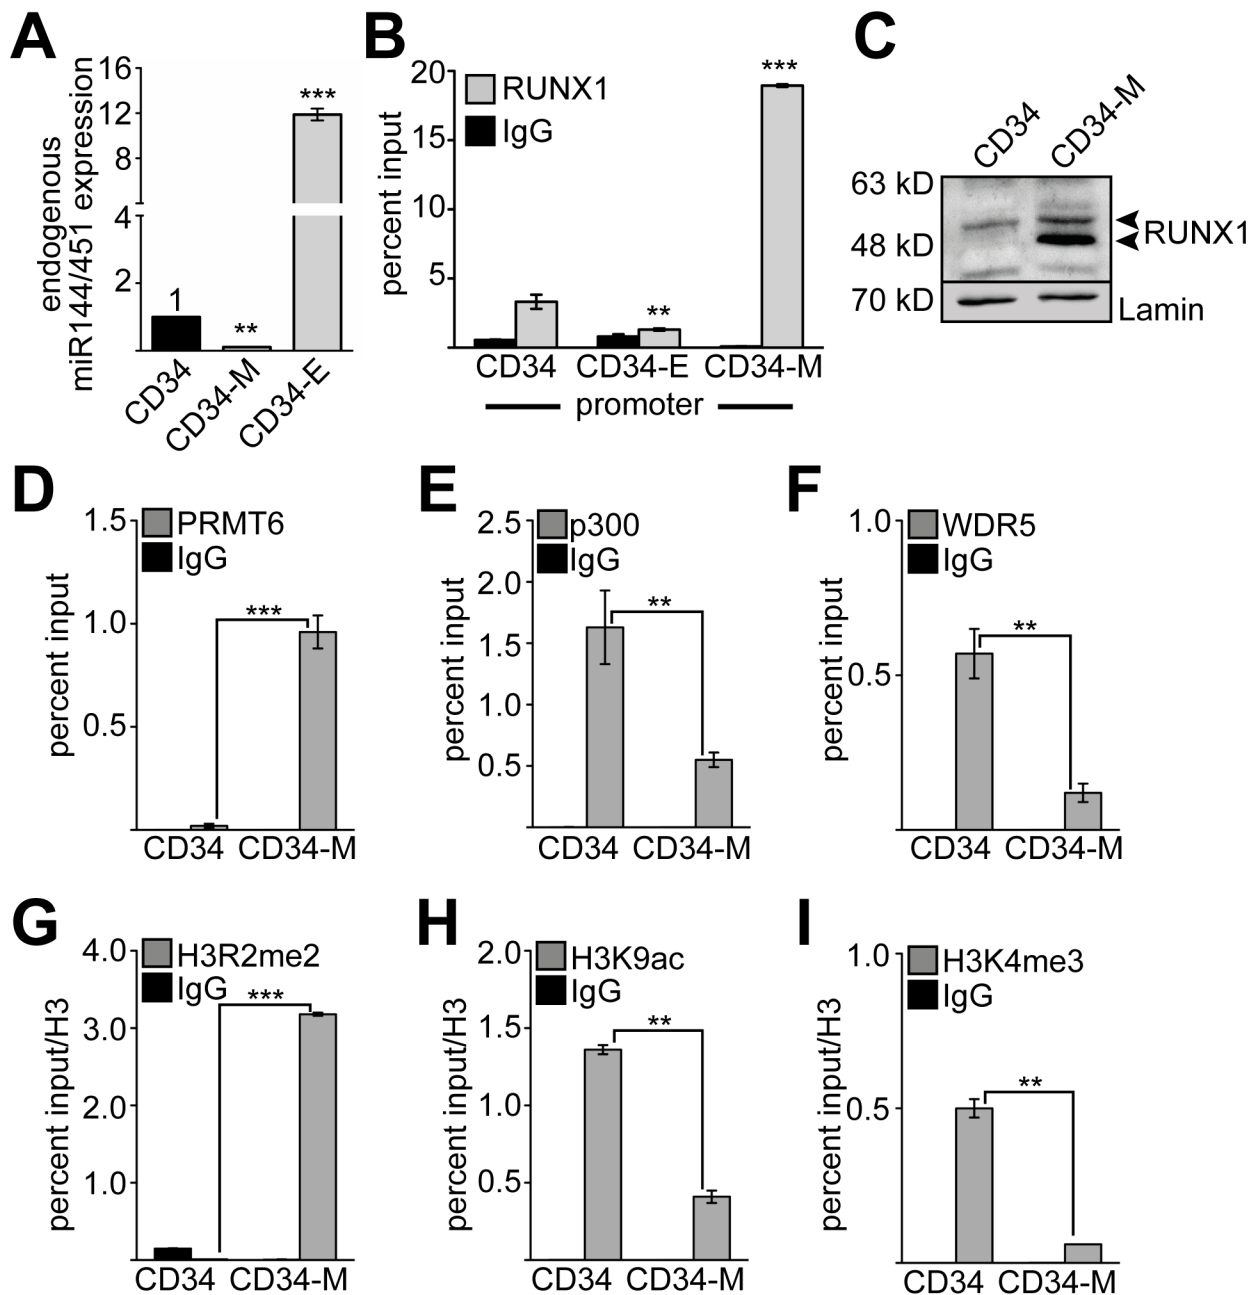 A
endogenous
miR144/451 expression
16
12
8
4
2
1
**
***
CD34
CD34-M
CD34-E
B
percent input
20
15
10
5
RUNX1
IgG
**
***
CD34
CD34-E
CD34-M
promoter
C
CD34
CD34-M
63 kD
48 kD
RUNX1
70 kD
Lamin
D
percent input
1.5
1.0
0.5
PRMT6
IgG
***
CD34
CD34-M
E
percent input
2.5
2.0
1.5
1.0
0.5
p300
IgG
**
CD34
CD34-M
F
percent input
1.0
0.5
WDR5
IgG
**
CD34
CD34-M
G
percent input/H3
4.0
3.0
2.0
1.0
H3R2me2
IgG
***
CD34
CD34-M
H
percent input/H3
2.0
1.5
1.0
0.5
H3K9ac
IgG
**
CD34
CD34-M
I
percent input/H3
1.0
0.5
H3K4me3
IgG
**
CD34
CD34-M